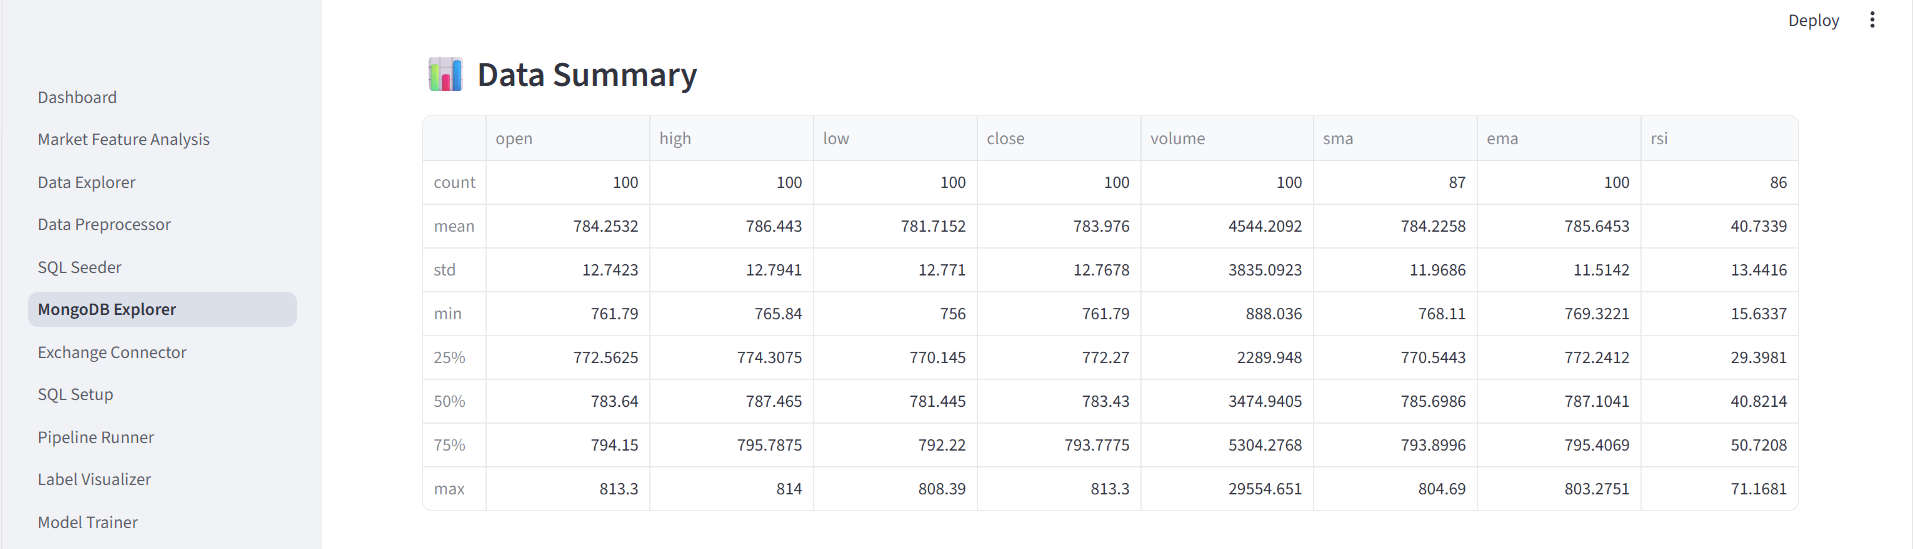 Deploy
Dashboard
Market Feature Analysis
Data Explorer
Data Preprocessor
SQL Seeder
MongoDB Explorer
Exchange Connector
SQL Setup
Pipeline Runner
Label Visualizer
Model Trainer
Data Summary
open high low close volume sma ema rsi
count 100 100 100 100 100 87 100 86
mean 784.2532 786.443 781.7152 783.976 4544.2092 784.2258 785.6453 40.7339
std 12.7423 12.7941 12.771 12.7678 3835.0923 11.9686 11.5142 13.4416
min 761.79 765.84 756 761.79 888.036 768.11 769.3221 15.6337
25% 772.5625 774.3075 770.145 772.27 2289.948 770.5443 772.2412 29.3981
50% 783.64 787.465 781.445 783.43 3474.9405 785.6986 787.1041 40.8214
75% 794.15 795.7875 792.22 793.7775 5304.2768 793.8996 795.4069 50.7208
max 813.3 814 808.39 813.3 29554.651 804.69 803.2751 71.1681